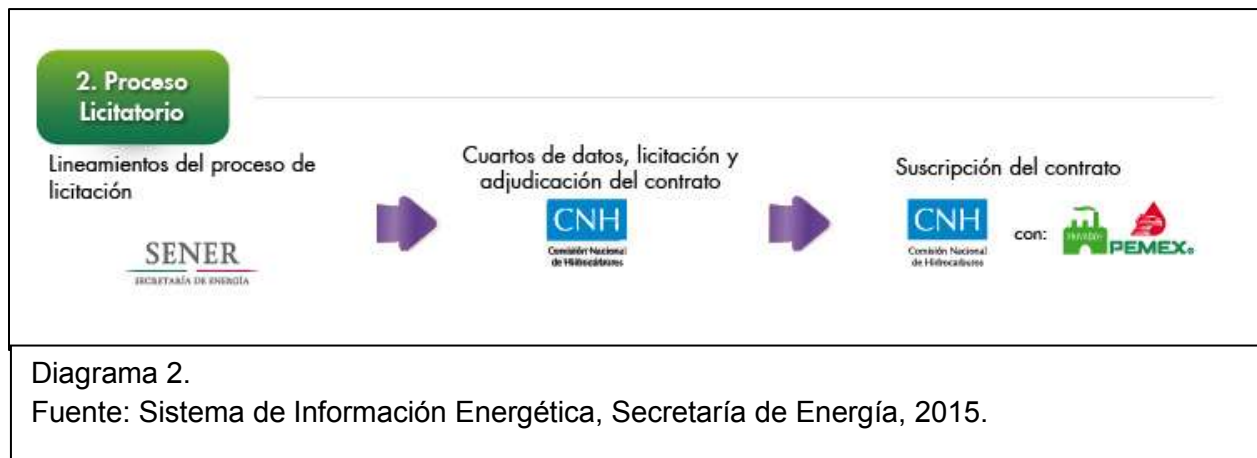 2. Proceso
Licitatorio
Lineamientos del proceso de
licitación
SENER
SECRETARÍA DE ENERGÍA
Cuartos de datos, licitación y
adjudicación del contrato
CNH
Comisión Nacional
de Hidrocarburos
Suscripción del contrato
CNH
Comisión Nacional
de Hidrocarburos
con:
PEMEX®
Diagrama 2.
Fuente: Sistema de Información Energética, Secretaría de Energía, 2015.